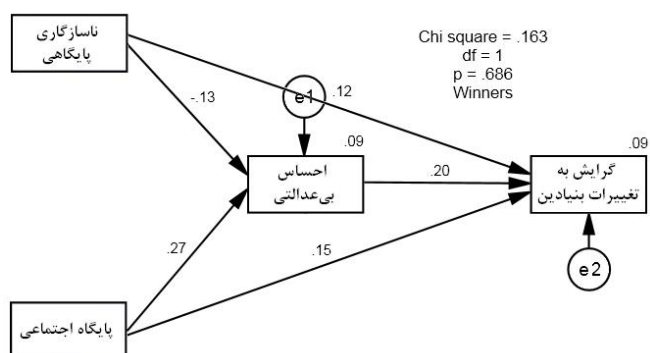 ناسازگاری
پایگاهی
Chi square = .163
df = 1
p = .686
Winners
-.13
e1
.12
.09
احساس
بی‌عدالتی
.20
.09
گرایش به
تغییرات بنیادین
.27
.15
e2
پایگاه اجتماعی